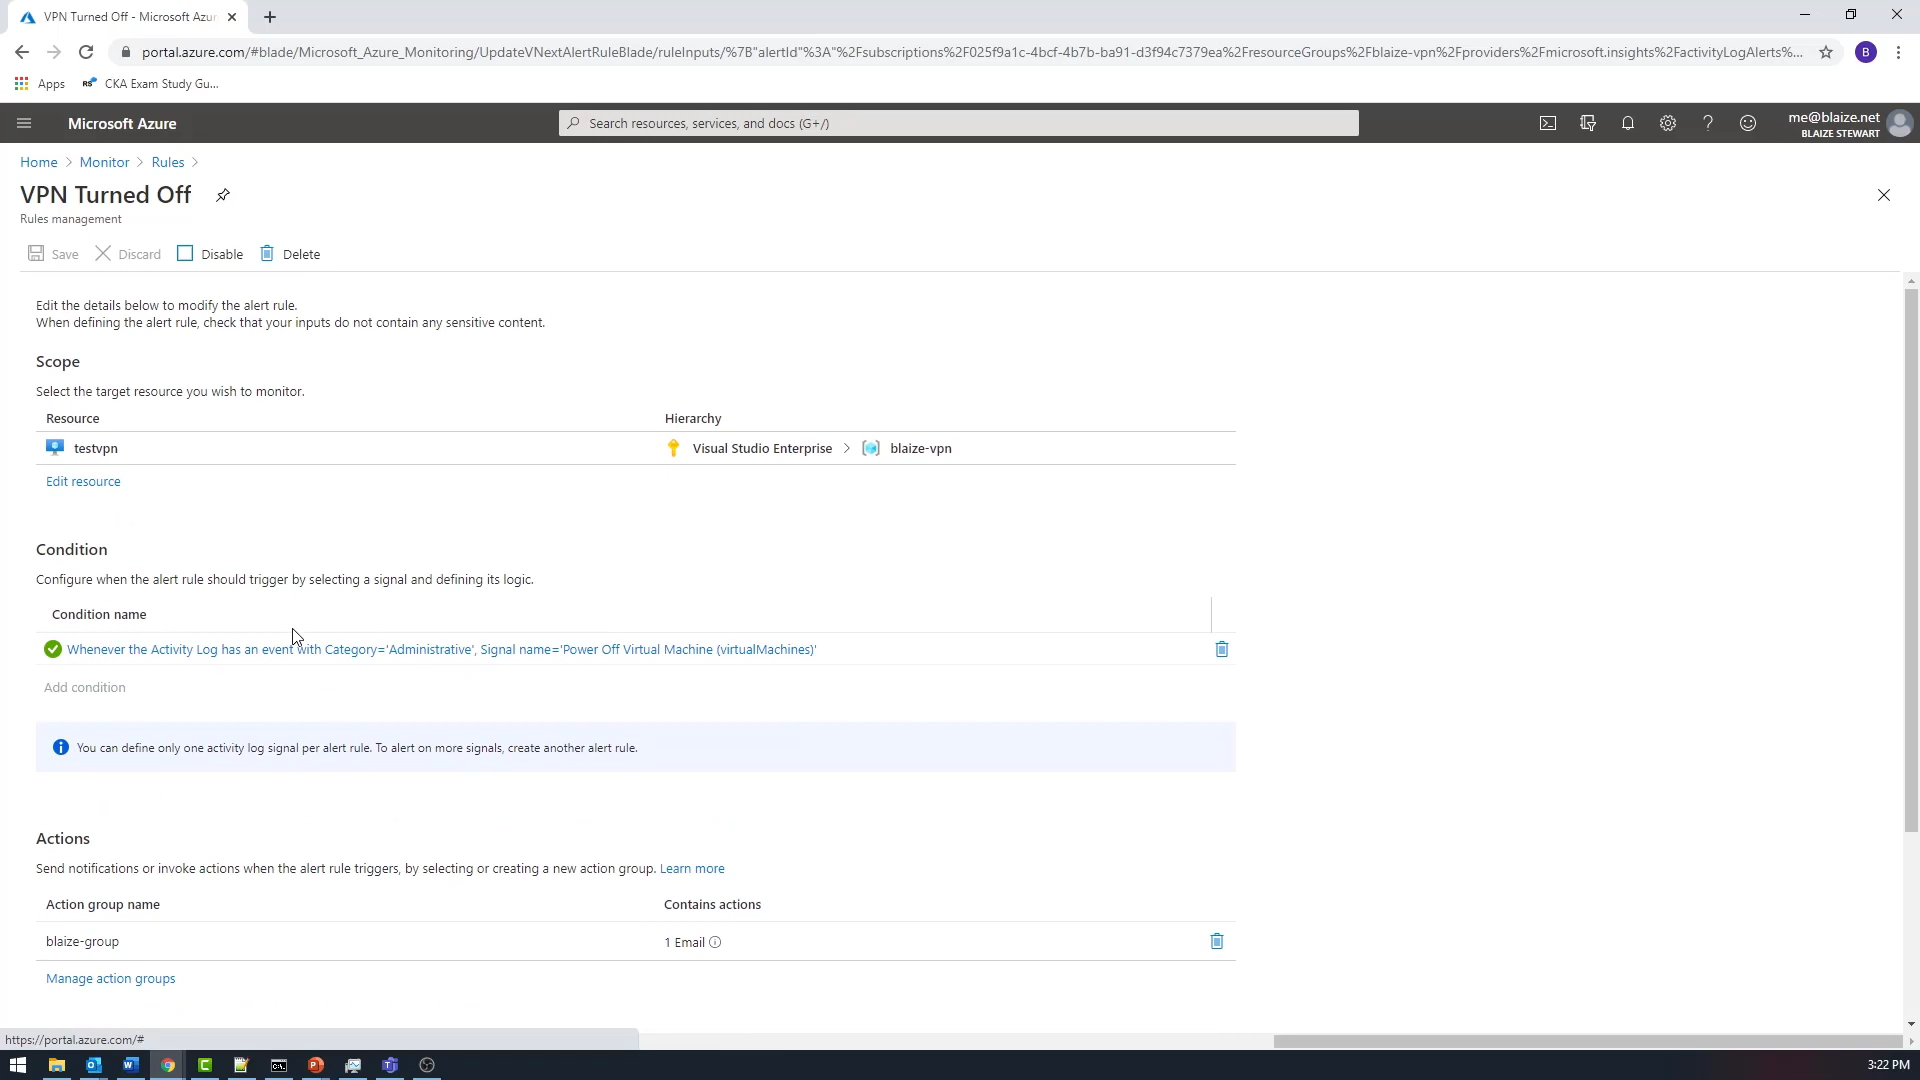 VPN Turned Off - Microsoft Azur
portal.azure.com/#blade/Microsoft_Azure_Monitoring/UpdateVNextAlertRuleBlade/ruleInputs/%7B"alertId"%3A"%2Fsubscriptions%2F025f9a1c-4bcf-4b7b-ba91-d3f94c7379ea%2FresourceGroups%2Fblaize-vpn%2Fproviders%2Fmicrosoft.insights%2FactivityLogAlerts%...
B
Apps
RS
CKA Exam Study Gu...
Microsoft Azure
Search resources, services, and docs (G+/)
me@blaize.net
BLAIZE STEWART
Home > Monitor > Rules >
VPN Turned Off
Rules management
Save
Discard
Disable
Delete
Edit the details below to modify the alert rule.
When defining the alert rule, check that your inputs do not contain any sensitive content.
Scope
Select the target resource you wish to monitor.
Resource
Hierarchy
testvpn
Visual Studio Enterprise > blaize-vpn
Edit resource
Condition
Configure when the alert rule should trigger by selecting a signal and defining its logic.
Condition name
Whenever the Activity Log has an event with Category='Administrative', Signal name='Power Off Virtual Machine (virtualMachines)'
Add condition
You can define only one activity log signal per alert rule. To alert on more signals, create another alert rule.
Actions
Send notifications or invoke actions when the alert rule triggers, by selecting or creating a new action group. Learn more
Action group name
Contains actions
blaize-group
1 Email
Manage action groups
https://portal.azure.com/#
3:22 PM